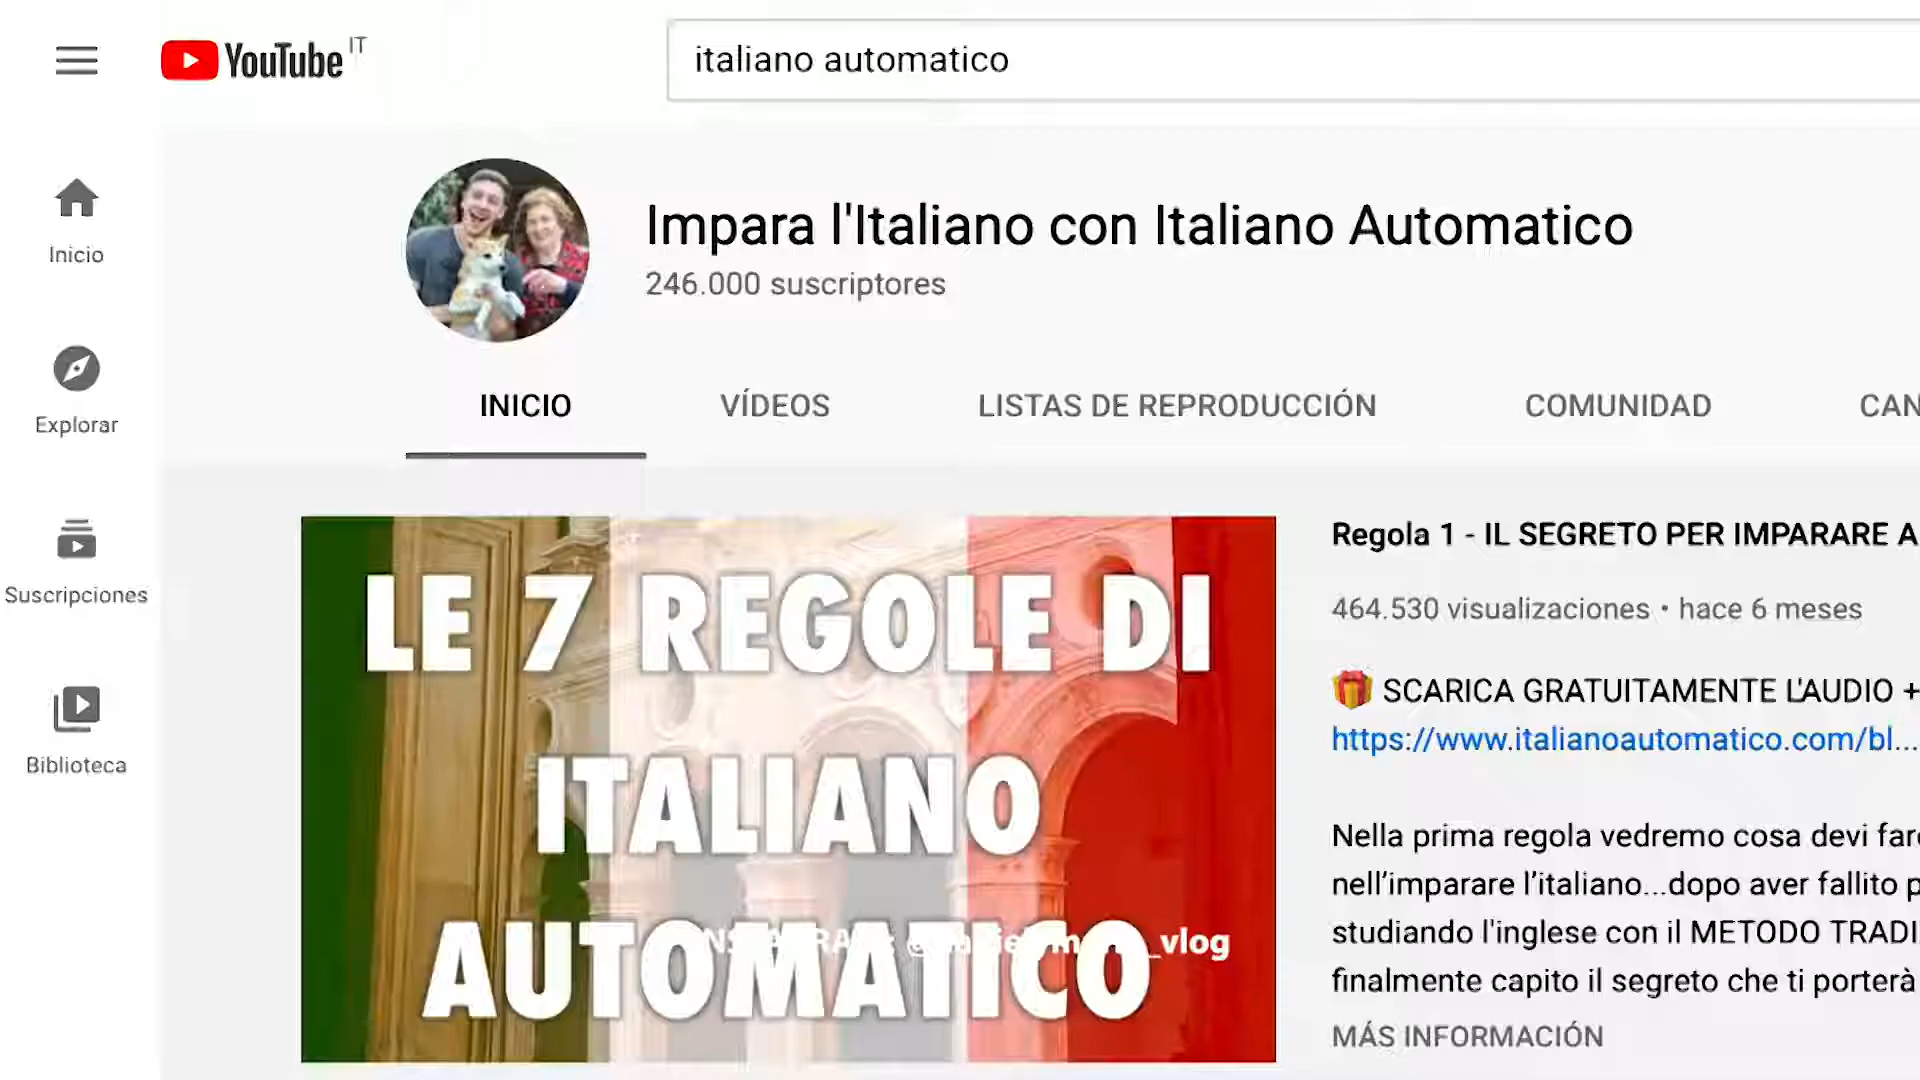 YouTube IT
italiano automatico
Inicio
Explorar
Suscripciones
Biblioteca
Impara l'Italiano con Italiano Automatico
246.000 suscriptores
INICIO VÍDEOS LISTAS DE REPRODUCCIÓN COMUNIDAD CAN
LE 7 REGOLE DI
ITALIANO
AUTOMATICO
_vlog
Regola 1 - IL SEGRETO PER IMPARARE A
464.530 visualizaciones • hace 6 meses
🎁 SCARICA GRATUITAMENTE L'AUDIO +
https://www.italianoautomatico.com/bl...
Nella prima regola vedremo cosa devi fare
nell’imparare l’italiano...dopo aver fallito p
studiando l'inglese con il METODO TRADI
finalmente capito il segreto che ti porterà
MÁS INFORMACIÓN